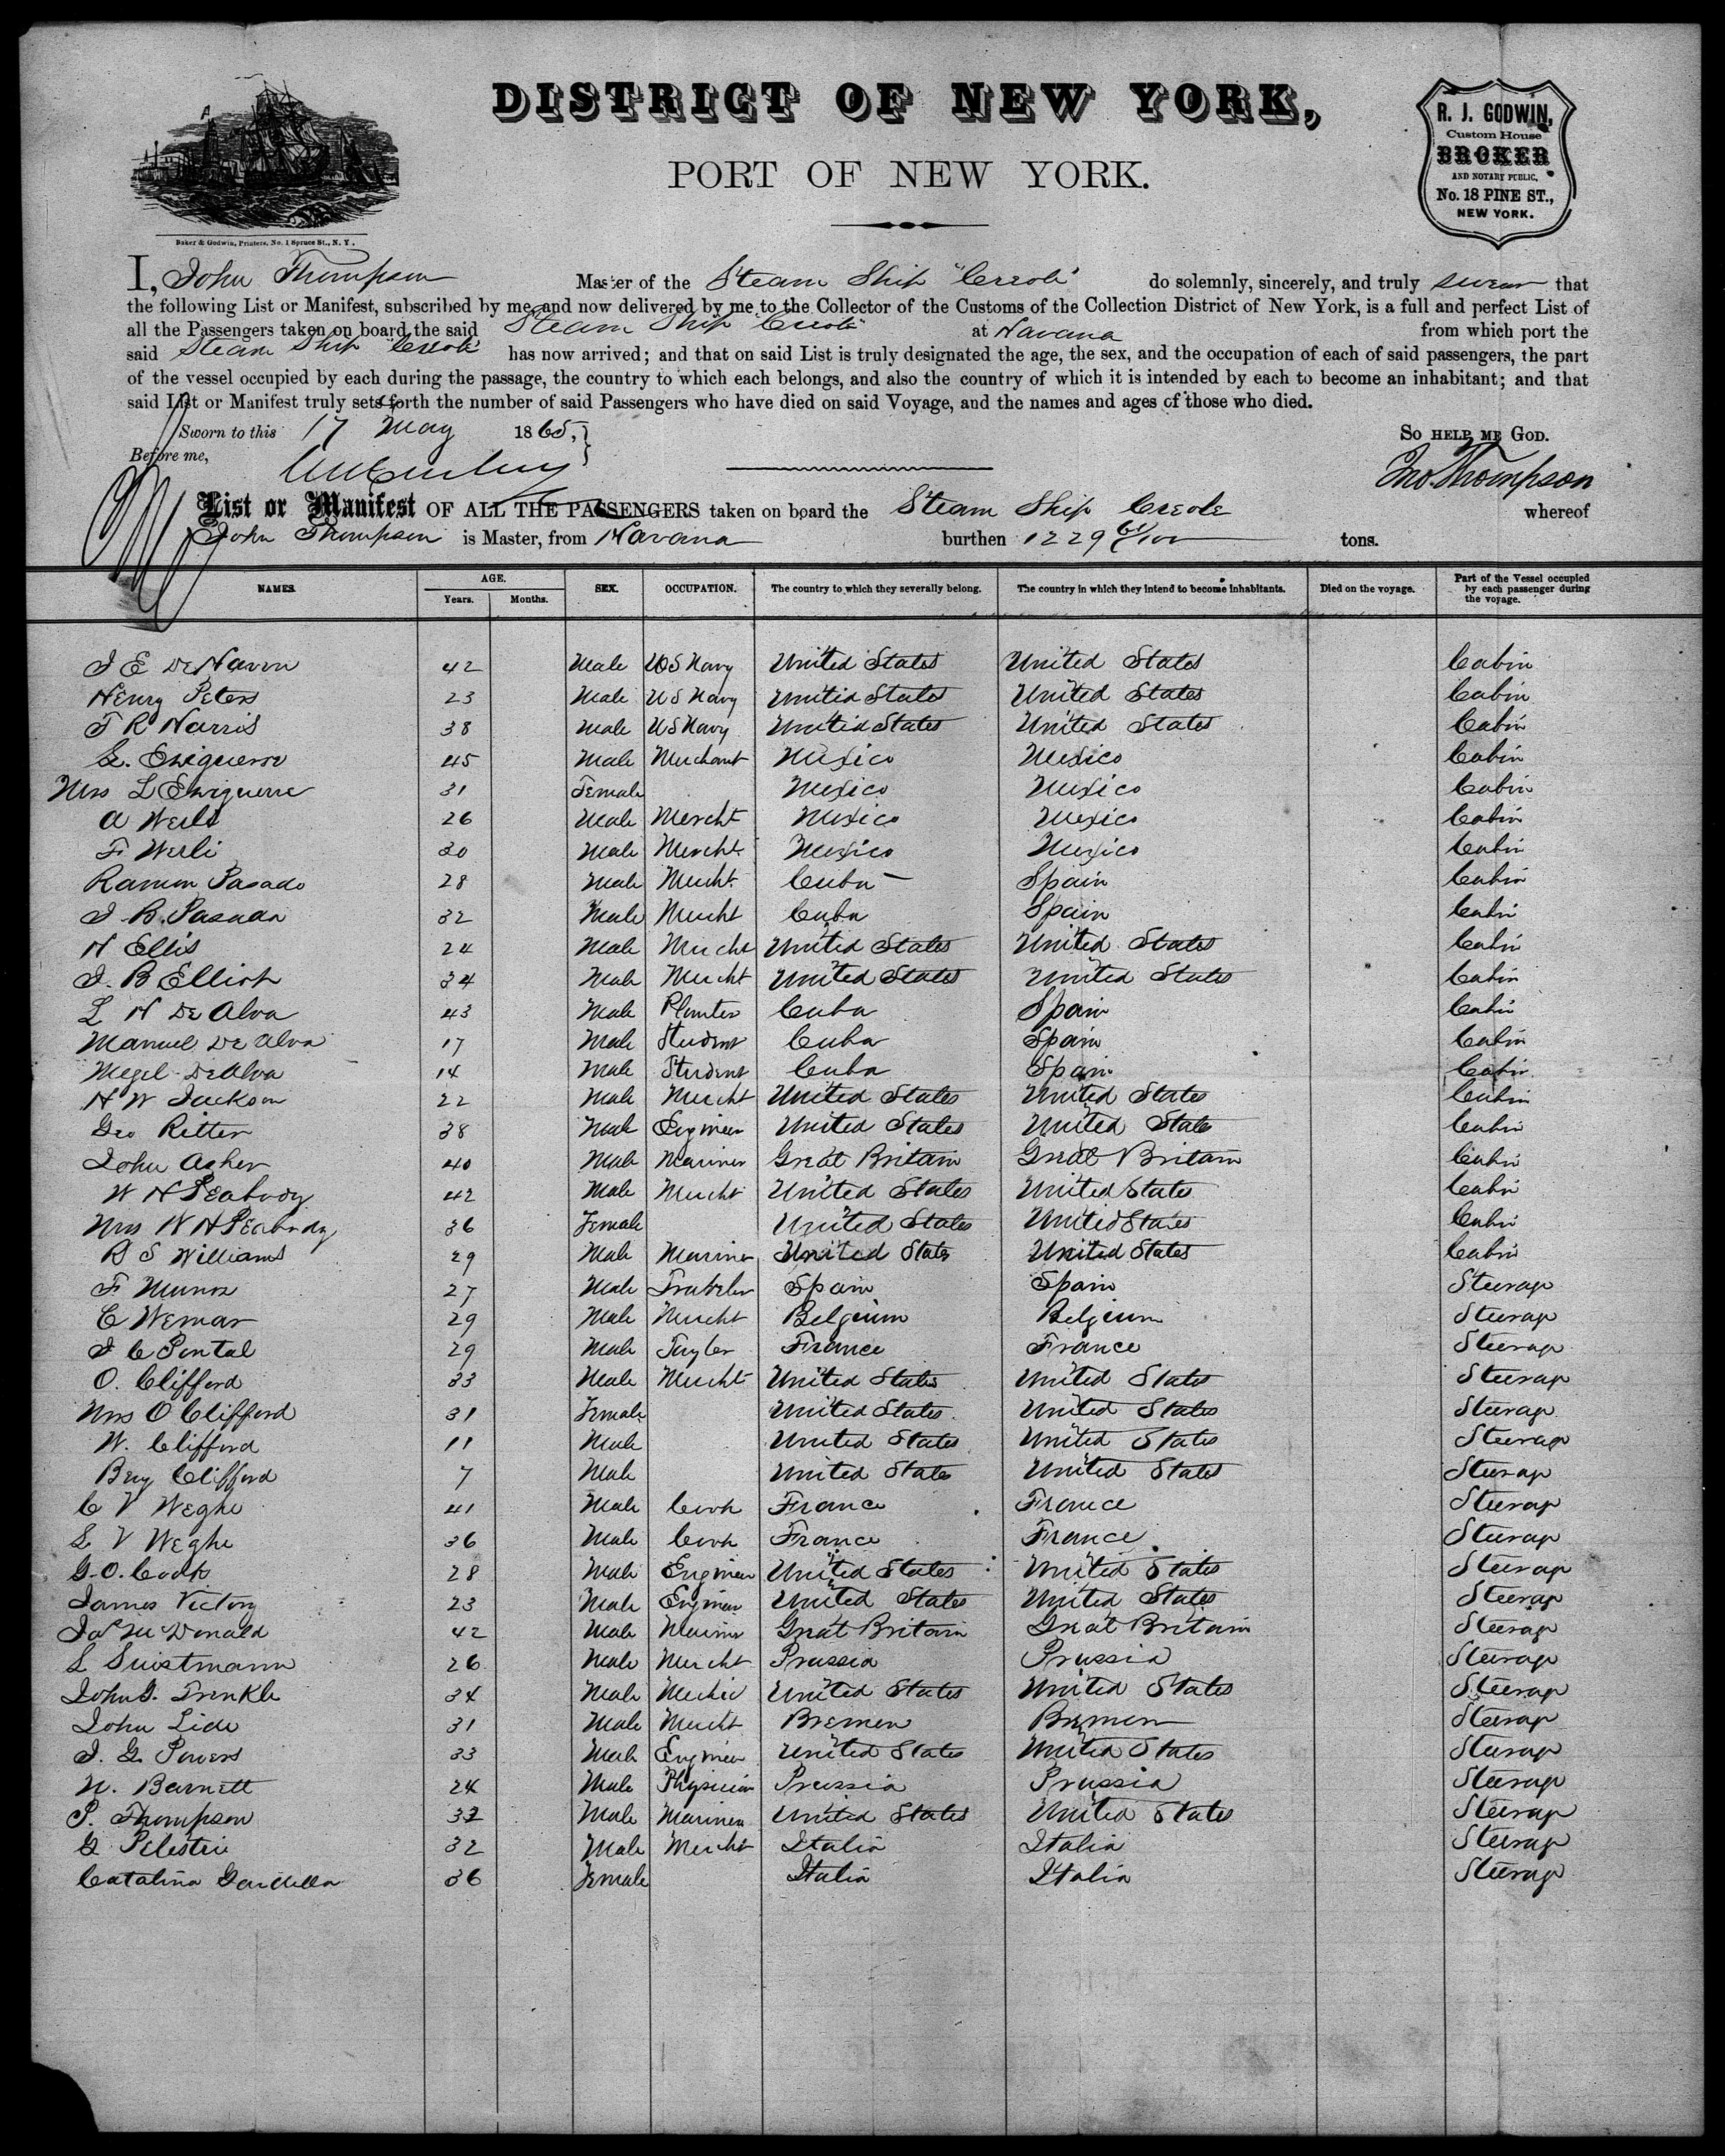 DISTRICT OF NEW YORK,
PORT OF NEW YORK.
R. J. GODWIN,
Custom House
BROKER
AND NOTARY PUBLIC,
No. 18 PINE ST.,
NEW YORK.
Baker & Godwin, Printers, No. 1 Spruce St., N. Y.
I, John Thompson Master of the Steam Ship "Creole" do solemnly, sincerely, and truly swear that
the following List or Manifest, subscribed by me, and now delivered by me to the Collector of the Customs of the Collection District of New York, is a full and perfect List of
all the Passengers taken on board the said Steam Ship "Creole" at Havana from which port the
said Steam Ship "Creole" has now arrived; and that on said List is truly designated the age, the sex, and the occupation of each of said passengers, the part
of the vessel occupied by each during the passage, the country to which each belongs, and also the country of which it is intended by each to become an inhabitant; and that
said List or Manifest truly sets forth the number of said Passengers who have died on said Voyage, and the names and ages of those who died.
Sworn to this 17 May 1865, So HELP ME GOD.
Before me, Jno. Thompson
List or Manifest OF ALL THE PASSENGERS taken on board the Steam Ship Creole whereof
John Thompson is Master, from Havana burthen 1229 61/100 tons.
NAMES. AGE. Years. Months. SEX. OCCUPATION. The country to which they severally belong. The country in which they intend to become inhabitants. Died on the voyage. Part of the Vessel occupied by each passenger during the voyage.
J E De Haven 42 Male U S Navy United States United States Cabin
Henry Peters 23 Male U S Navy United States United States Cabin
F R Harris 38 Male U S Navy United States United States Cabin
45 Male Merchant Mexico Mexico Cabin
Mrs L 31 Female Mexico Mexico Cabin
A Werli 26 Male Mercht Mexico Mexico Cabin
F Werli 30 Male Mercht Mexico Mexico Cabin
Ramon Pasado 28 Male Mercht Cuba Spain Cabin
J. B. Pasada 32 Male Mercht Cuba Spain Cabin
H Ellis 24 Male Mercht United States United States Cabin
J. B Elliot 34 Male Mercht United States United States Cabin
L H De Alva 43 Male Planter Cuba Spain Cabin
Manuel De Alva 17 Male Student Cuba Spain Cabin
Megel De Alva 14 Male Student Cuba Spain Cabin
H W Jackson 22 Male Mercht United States United States Cabin
Geo Ritter 38 Male Engineer United States United States Cabin
John Asher 40 Male Mariner Great Britain Great Britain Cabin
W H Peabody 42 Male Mercht United States United States Cabin
Mrs W H Peabody 36 Female United States United States Cabin
B S Williams 29 Male Mariner United States United States Cabin
F Munos 27 Male Traveler Spain Spain Steerage
C Wemar 29 Male Mercht Belgium Belgium Steerage
J C Pental 29 Male Tayler France France Steerage
O. Clifford 33 Male Mercht United States United States Steerage
Mrs O Clifford 31 Female United States United States Steerage
W. Clifford 11 Male United States United States Steerage
Benj Clifford 7 Male United States United States Steerage
C V Weghe 41 Male Cook France France Steerage
L V Weghe 36 Male Cook France France Steerage
G. O. Cook 28 Male Engineer United States United States Steerage
James Victory 23 Male Engineer United States United States Steerage
Jas McDonald 42 Male Mariner Great Britain Great Britain Steerage
L Suistmann 26 Male Mercht Prussia Prussia Steerage
John G. Trenkle 34 Male Mechic United States United States Steerage
John Lide 31 Male Mercht Bremen Bremen Steerage
J. G. Powers 33 Male Engineer United States United States Steerage
N. Barnett 24 Male Physician Prussia Prussia Steerage
P. Thompson 32 Male Mariner United States United States Steerage
G Pelestri 32 Male Mercht Italia Italia Steerage
Catalina 36 Female Italia Italia Steerage